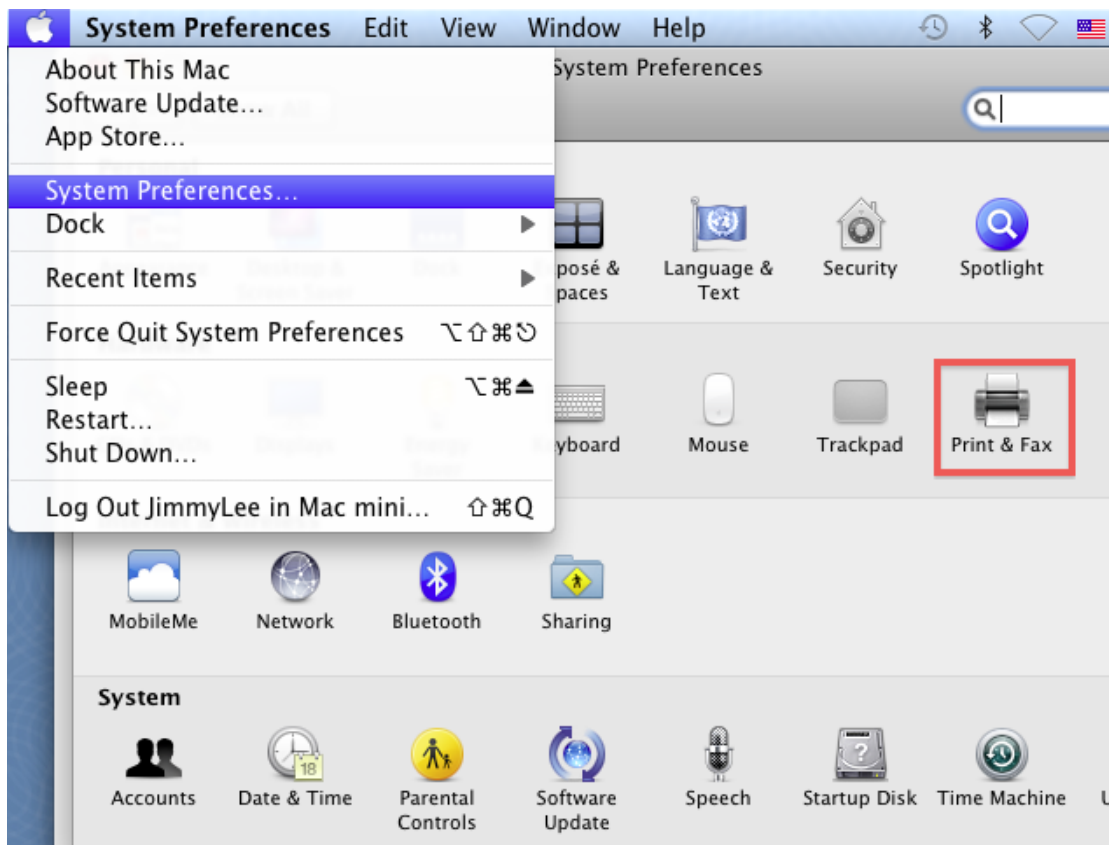 System Preferences Edit View Window Help
About This Mac
Software Update...
App Store...
System Preferences...
Dock
Recent Items
Force Quit System Preferences ⌥⇧⌘⎋
Sleep ⌥⌘⏏
Restart...
Shut Down...
Log Out JimmyLee in Mac mini... ⇧⌘Q
System Preferences
Language &
Text
Security
Spotlight
Mouse
Trackpad
Print & Fax
MobileMe
Network
Bluetooth
Sharing
System
Accounts
Date & Time
18
Parental
Controls
Software
Update
Speech
?
Startup Disk
Time Machine